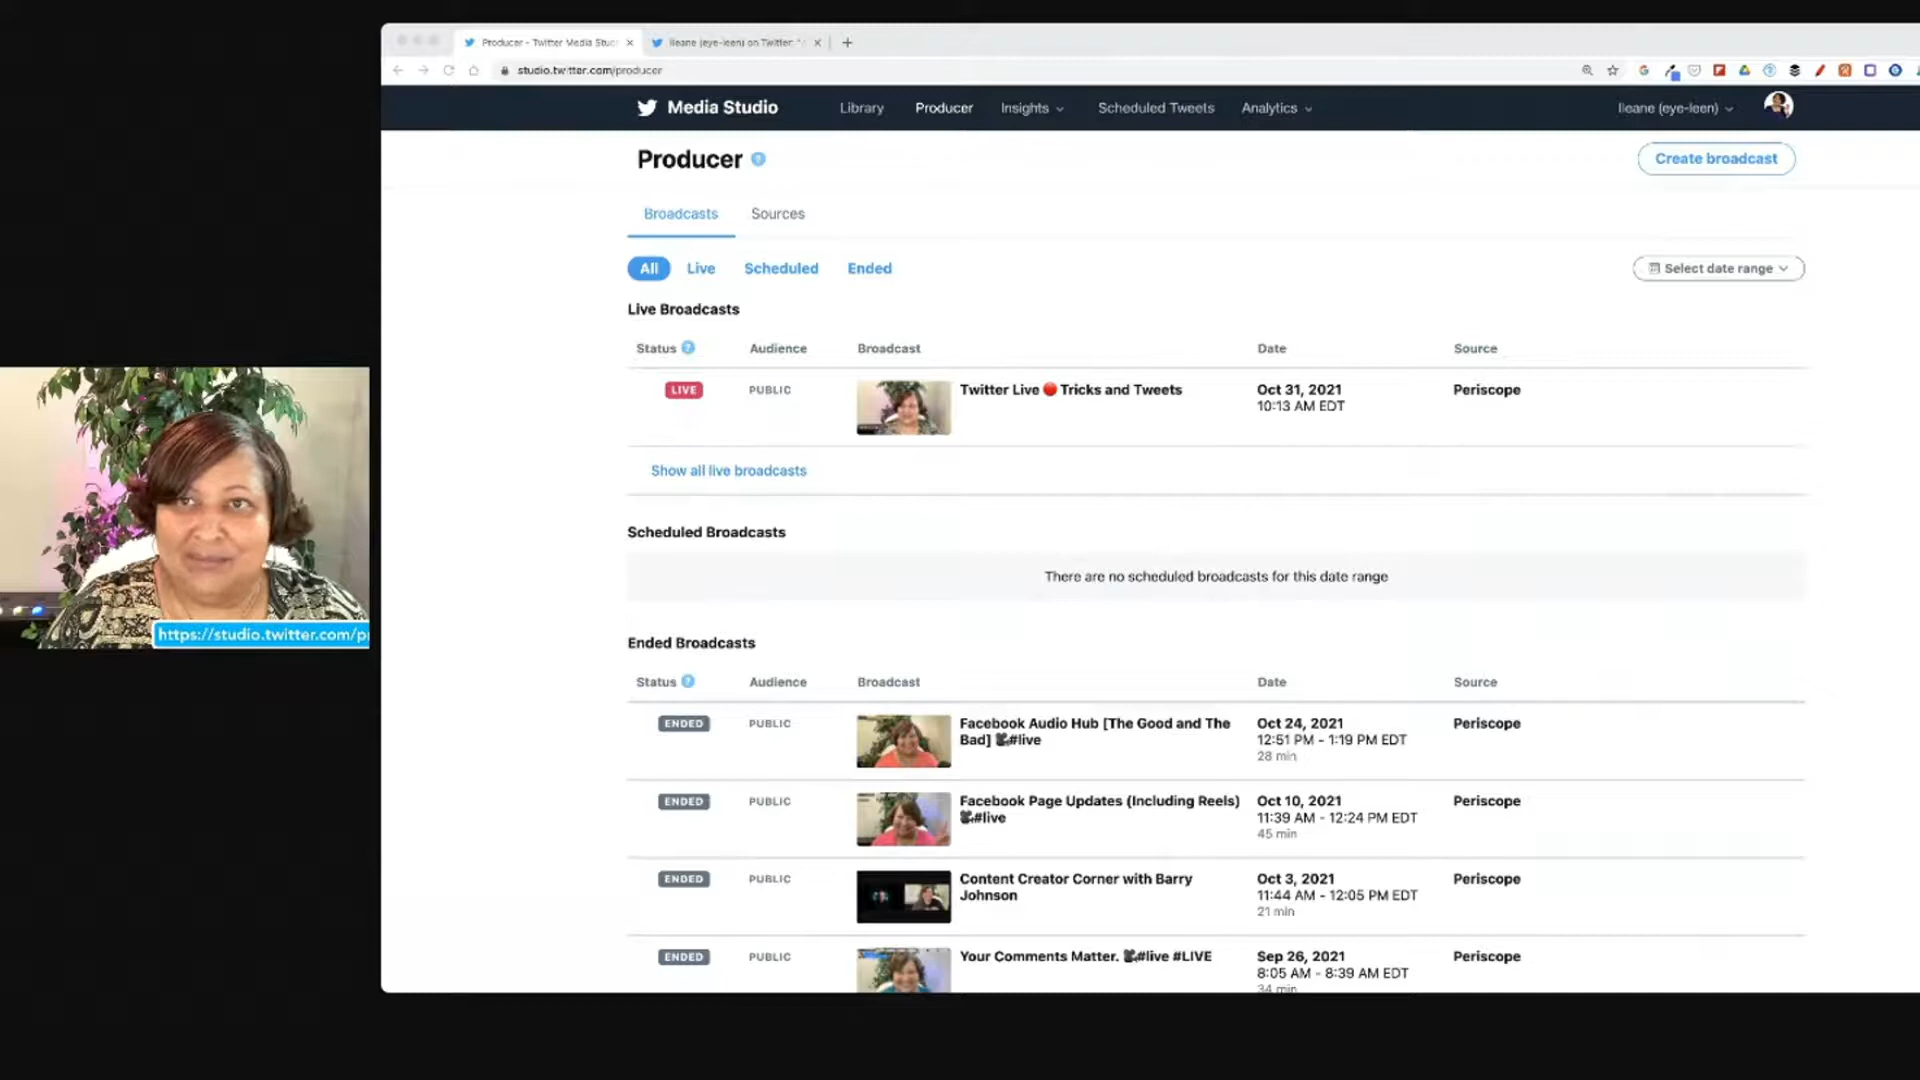 Producer - Twitter Media Stud
Ileane (eye-leen) on Twitter: "
studio.twitter.com/producer
Media Studio
Library
Producer
Insights
Scheduled Tweets
Analytics
Ileane (eye-leen)
Producer ?
Create broadcast
Broadcasts
Sources
All
Live
Scheduled
Ended
Select date range
Live Broadcasts
Status ? Audience Broadcast Date Source
LIVE PUBLIC Twitter Live 🔴 Tricks and Tweets Oct 31, 2021 Periscope
10:13 AM EDT
Show all live broadcasts
Scheduled Broadcasts
There are no scheduled broadcasts for this date range
Ended Broadcasts
Status ? Audience Broadcast Date Source
ENDED PUBLIC Facebook Audio Hub [The Good and The Oct 24, 2021 Periscope
Bad] 🎥#live 12:51 PM - 1:19 PM EDT
28 min
ENDED PUBLIC Facebook Page Updates (Including Reels) Oct 10, 2021 Periscope
🎥#live 11:39 AM - 12:24 PM EDT
45 min
ENDED PUBLIC Content Creator Corner with Barry Oct 3, 2021 Periscope
Johnson 11:44 AM - 12:05 PM EDT
21 min
ENDED PUBLIC Your Comments Matter. 🎥#live #LIVE Sep 26, 2021 Periscope
8:05 AM - 8:39 AM EDT
34 min
https://studio.twitter.com/p